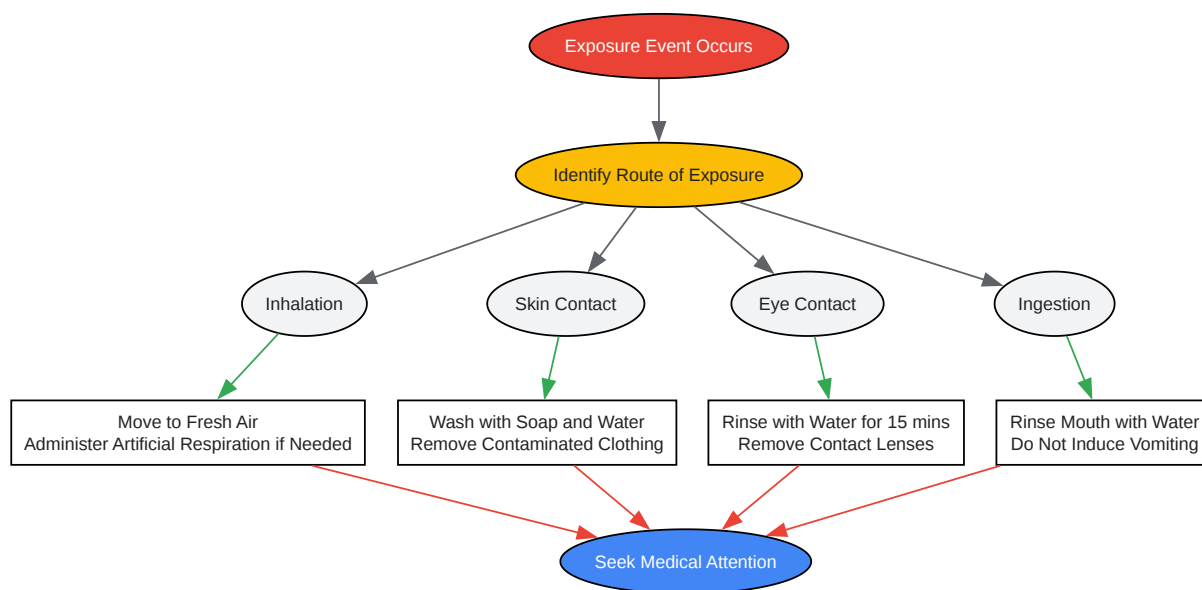 Exposure Event Occurs
Identify Route of Exposure
Inhalation
Skin Contact
Eye Contact
Ingestion
Move to Fresh Air
Administer Artificial Respiration if Needed
Wash with Soap and Water
Remove Contaminated Clothing
Rinse with Water for 15 mins
Remove Contact Lenses
Rinse Mouth with Water
Do Not Induce Vomiting
Seek Medical Attention